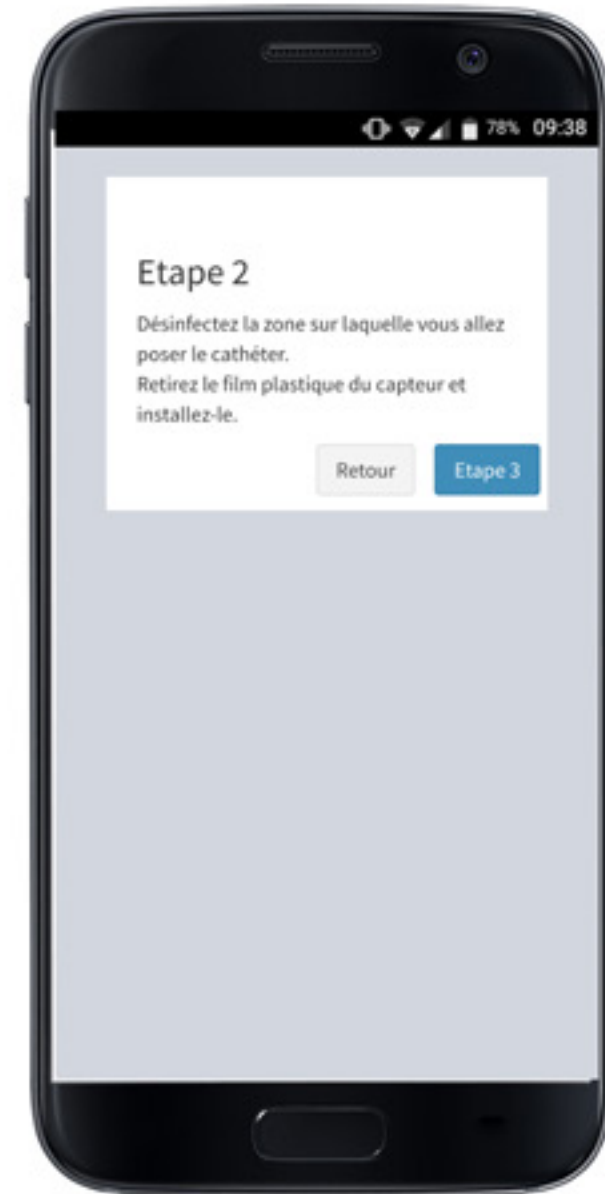 78% 09:38
Etape 2
Désinfectez la zone sur laquelle vous allez
poser le cathéter.
Retirez le film plastique du capteur et
installez-le.
Retour Etape 3